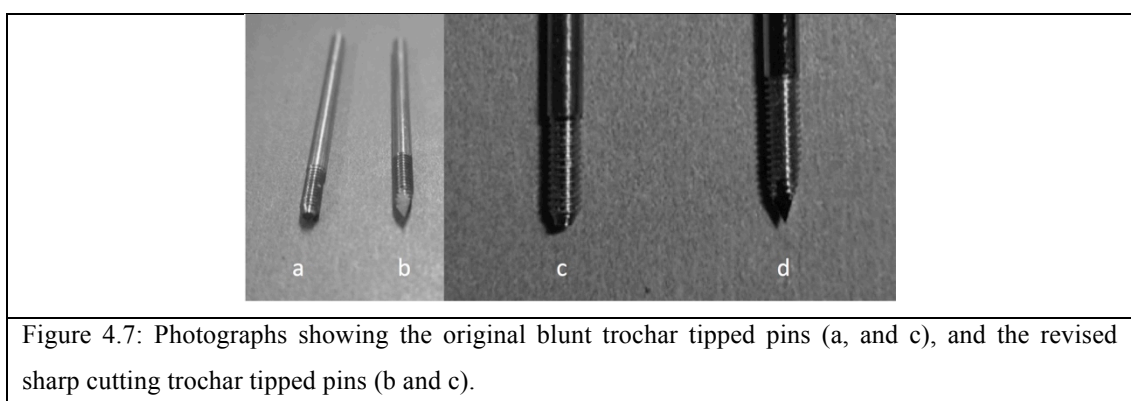 a b c d
Figure 4.7: Photographs showing the original blunt trochar tipped pins (a, and c), and the revised
sharp cutting trochar tipped pins (b and c).